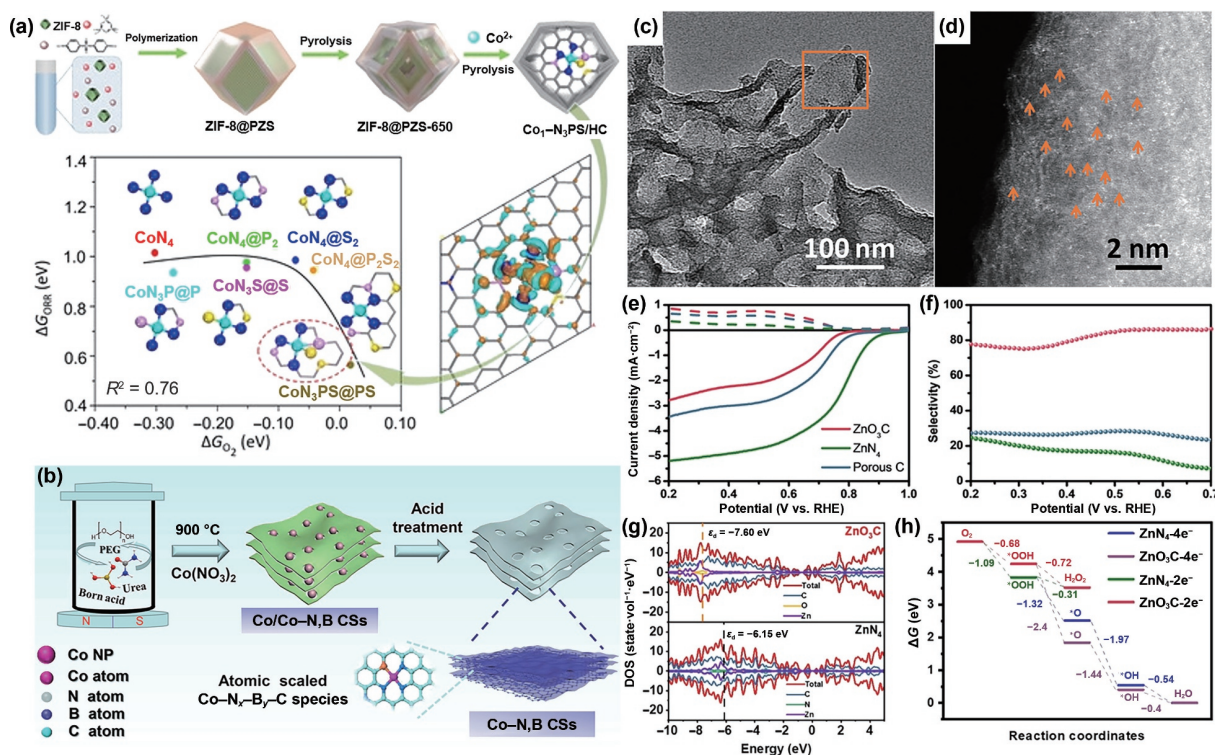 (a)
ZIF-8
Polymerization
Pyrolysis
Co²⁺
Pyrolysis
ZIF-8@PZS
ZIF-8@PZS-650
Co₁–N₃PS/HC
1.4
1.2
1.0
0.8
0.6
0.4
ΔG_ORR (eV)
CoN₄
CoN₄@P₂
CoN₄@S₂
CoN₃P@P
CoN₃S@S
CoN₄@P₂S₂
R² = 0.76
CoN₃PS@PS
−0.40 −0.30 −0.20 −0.10 0.0 0.10
ΔG_O₂ (eV)
(b)
PEG
Urea
Born acid
N S
900 °C
Co(NO₃)₂
Acid
treatment
Co/Co–N,B CSs
Co NP
Co atom
N atom
B atom
C atom
Atomic scaled
Co–Nₓ–Bᵧ–C species
Co–N,B CSs
(c)
100 nm
(d)
2 nm
(e)
1
0
−1
−2
−3
−4
−5
−6
Current density (mA·cm⁻²)
ZnO₃C
ZnN₄
Porous C
0.2 0.4 0.6 0.8 1.0
Potential (V vs. RHE)
(f)
100
80
60
40
20
0
Selectivity (%)
0.2 0.3 0.4 0.5 0.6 0.7
Potential (V vs. RHE)
(g)
εd = −7.60 eV
ZnO₃C
20
10
0
−10
−20
Total
C
O
Zn
εd = −6.15 eV
ZnN₄
20
10
0
−10
−20
Total
C
N
Zn
DOS (state·vol⁻¹·eV⁻¹)
−10 −8 −6 −4 −2 0 2 4
Energy (eV)
(h)
5
4
3
2
1
0
ΔG (eV)
O₂
−0.68
*OOH
−0.72
−1.09
*OOH
H₂O₂
−0.31
−1.32
*O
−2.4
*O
−1.97
−1.44
*OH
−0.54
*OH
−0.4
H₂O
ZnN₄-4e⁻
ZnO₃C-4e⁻
ZnN₄-2e⁻
ZnO₃C-2e⁻
Reaction coordinates